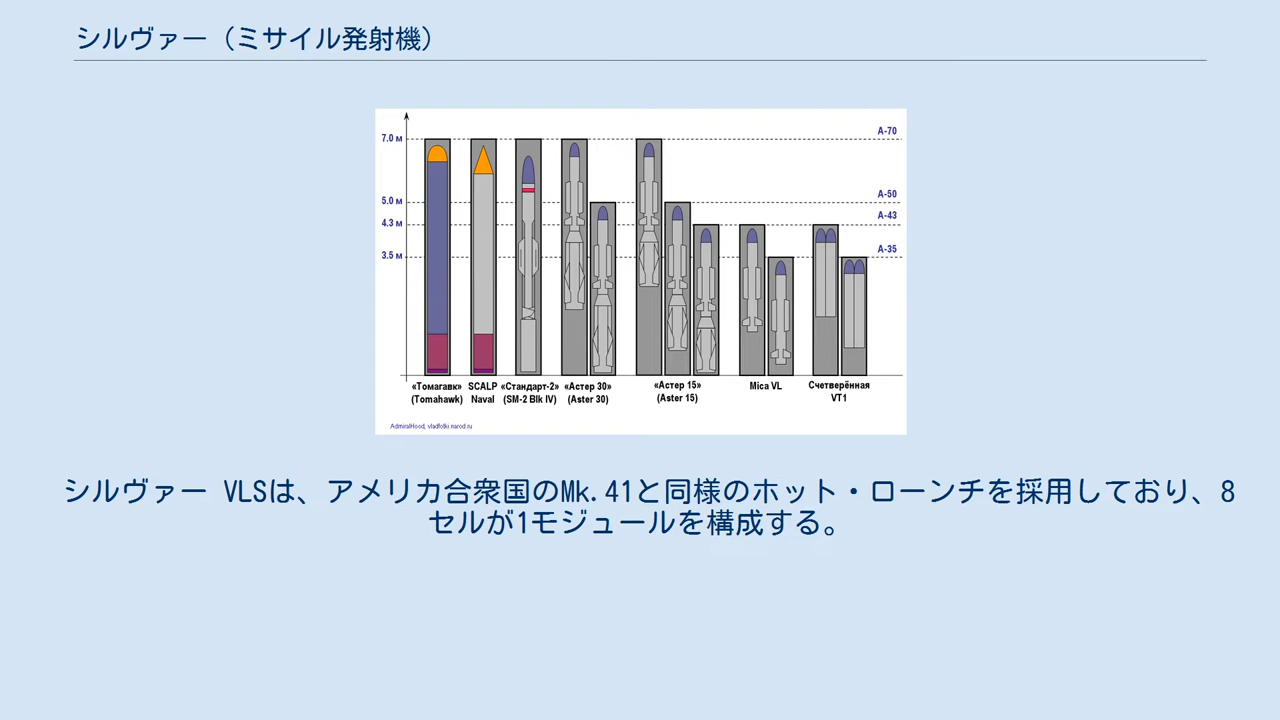 シルヴァー（ミサイル発射機）
7.0 м
A-70
5.0 м
A-50
4.3 м
A-43
3.5 м
A-35
«Томагавк»
(Tomahawk)
SCALP
Naval
«Стандарт-2»
(SM-2 Blk IV)
«Астер 30»
(Aster 30)
«Астер 15»
(Aster 15)
Mica VL
Счетверённая
VT1
AdmiralHood, vladfotki.narod.ru
シルヴァー VLSは、アメリカ合衆国のMk.41と同様のホット・ローンチを採用しており、8
セルが1モジュールを構成する。